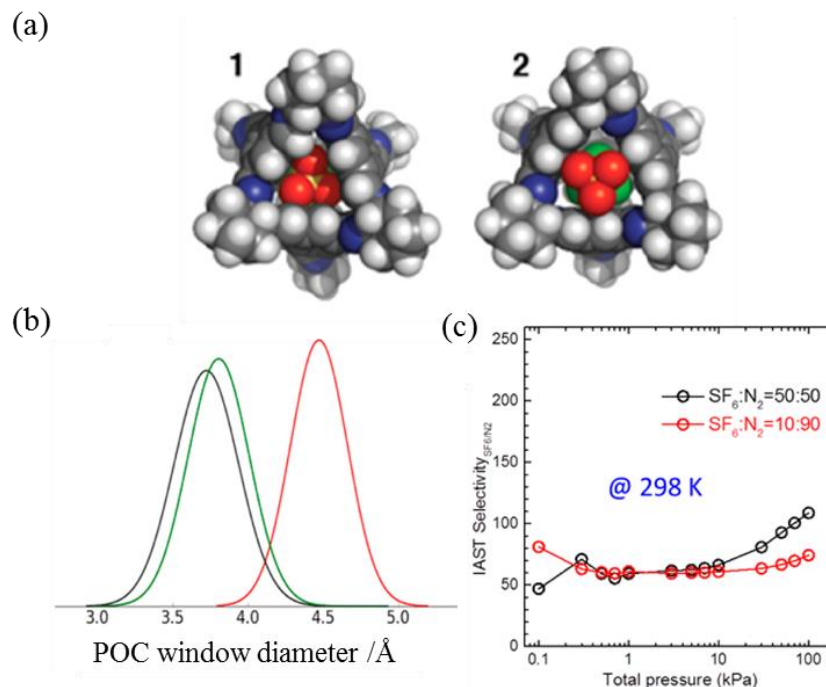 (a)
1
2
(b)
3.0 3.5 4.0 4.5 5.0
POC window diameter /Å
(c)
250
200
150
100
50
0
IAST Selectivity SF6/N2
SF₆:N₂=50:50
SF₆:N₂=10:90
@ 298 K
0.1 1 10 100
Total pressure (kPa)